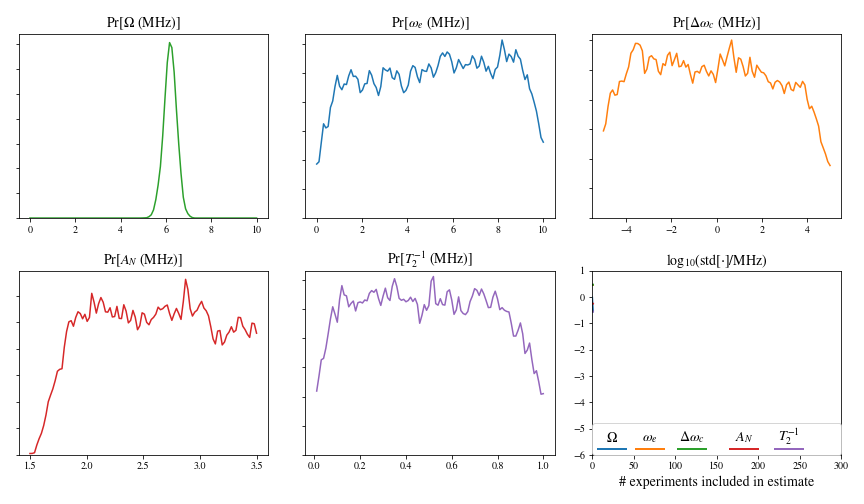 Pr[Ω (MHz)]
Pr[ω_e (MHz)]
Pr[Δω_c (MHz)]
0 2 4 6 8 10
0 2 4 6 8 10
−4 −2 0 2 4
Pr[A_N (MHz)]
Pr[T_2^{-1} (MHz)]
log₁₀(std[·]/MHz)
1
0
−1
−2
−3
−4
−5
−6
Ω ω_e Δω_c A_N T_2^{-1}
1.5 2.0 2.5 3.0 3.5
0.0 0.2 0.4 0.6 0.8 1.0
0 50 100 150 200 250 300
# experiments included in estimate